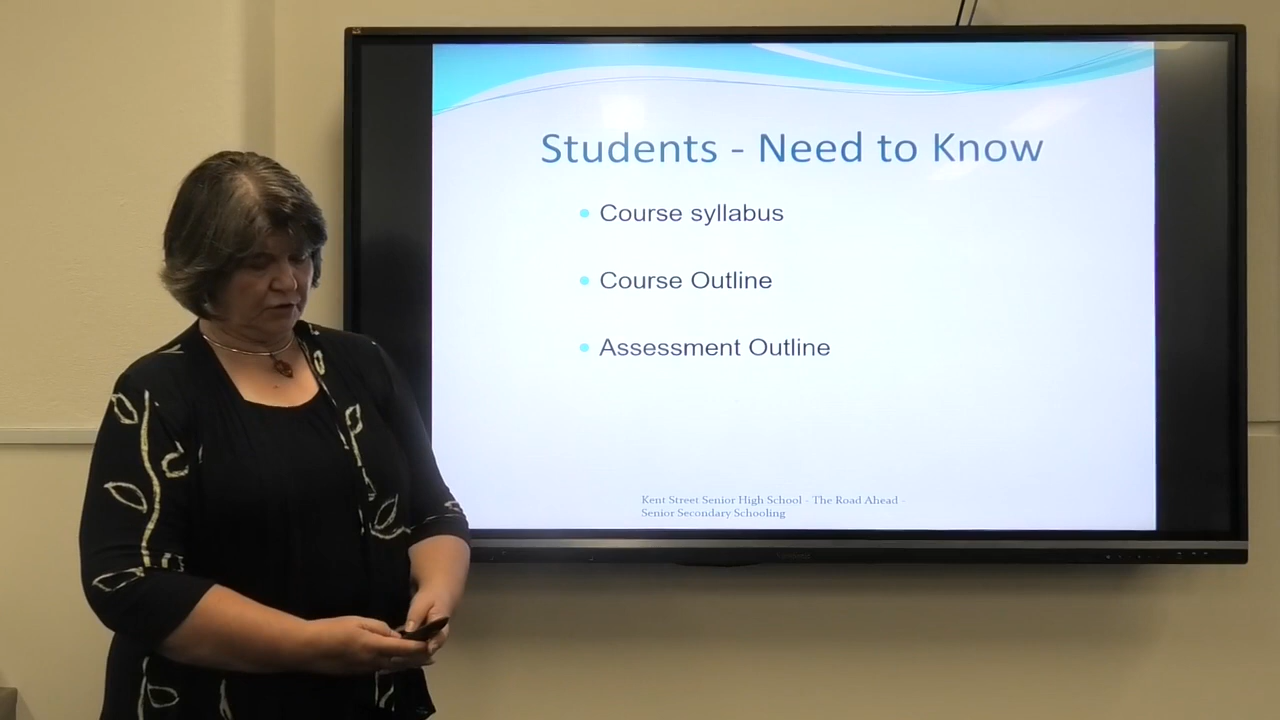 Students - Need to Know
Course syllabus
Course Outline
Assessment Outline
Kent Street Senior High School - The Road Ahead -
Senior Secondary Schooling